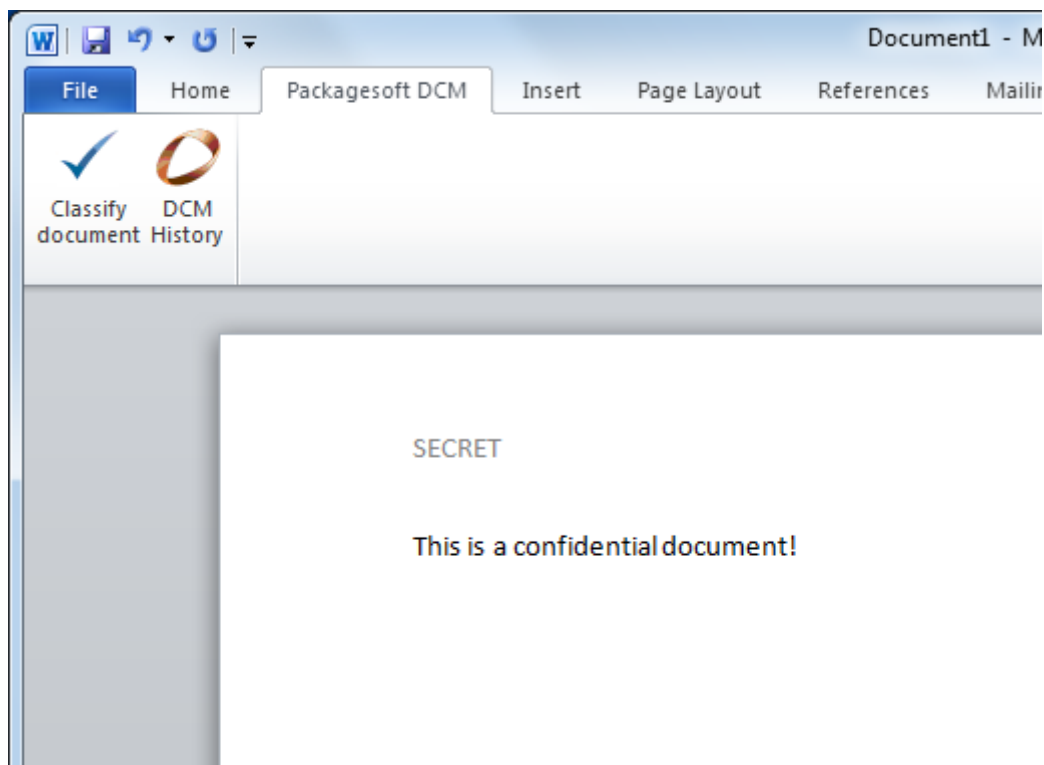 W
Document1 - M
File Home Packagesoft DCM Insert Page Layout References
Classify DCM
document History
SECRET
This is a confidential document!